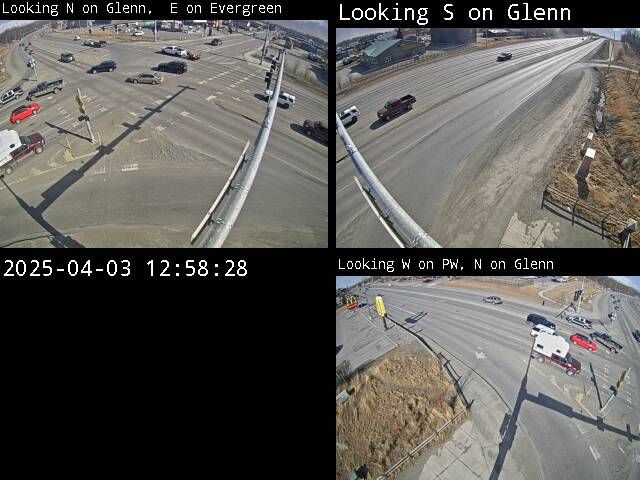 Looking N on Glenn,  E on Evergreen
Looking S on Glenn
2025-04-03 12:58:28
Looking W on PW, N on Glenn